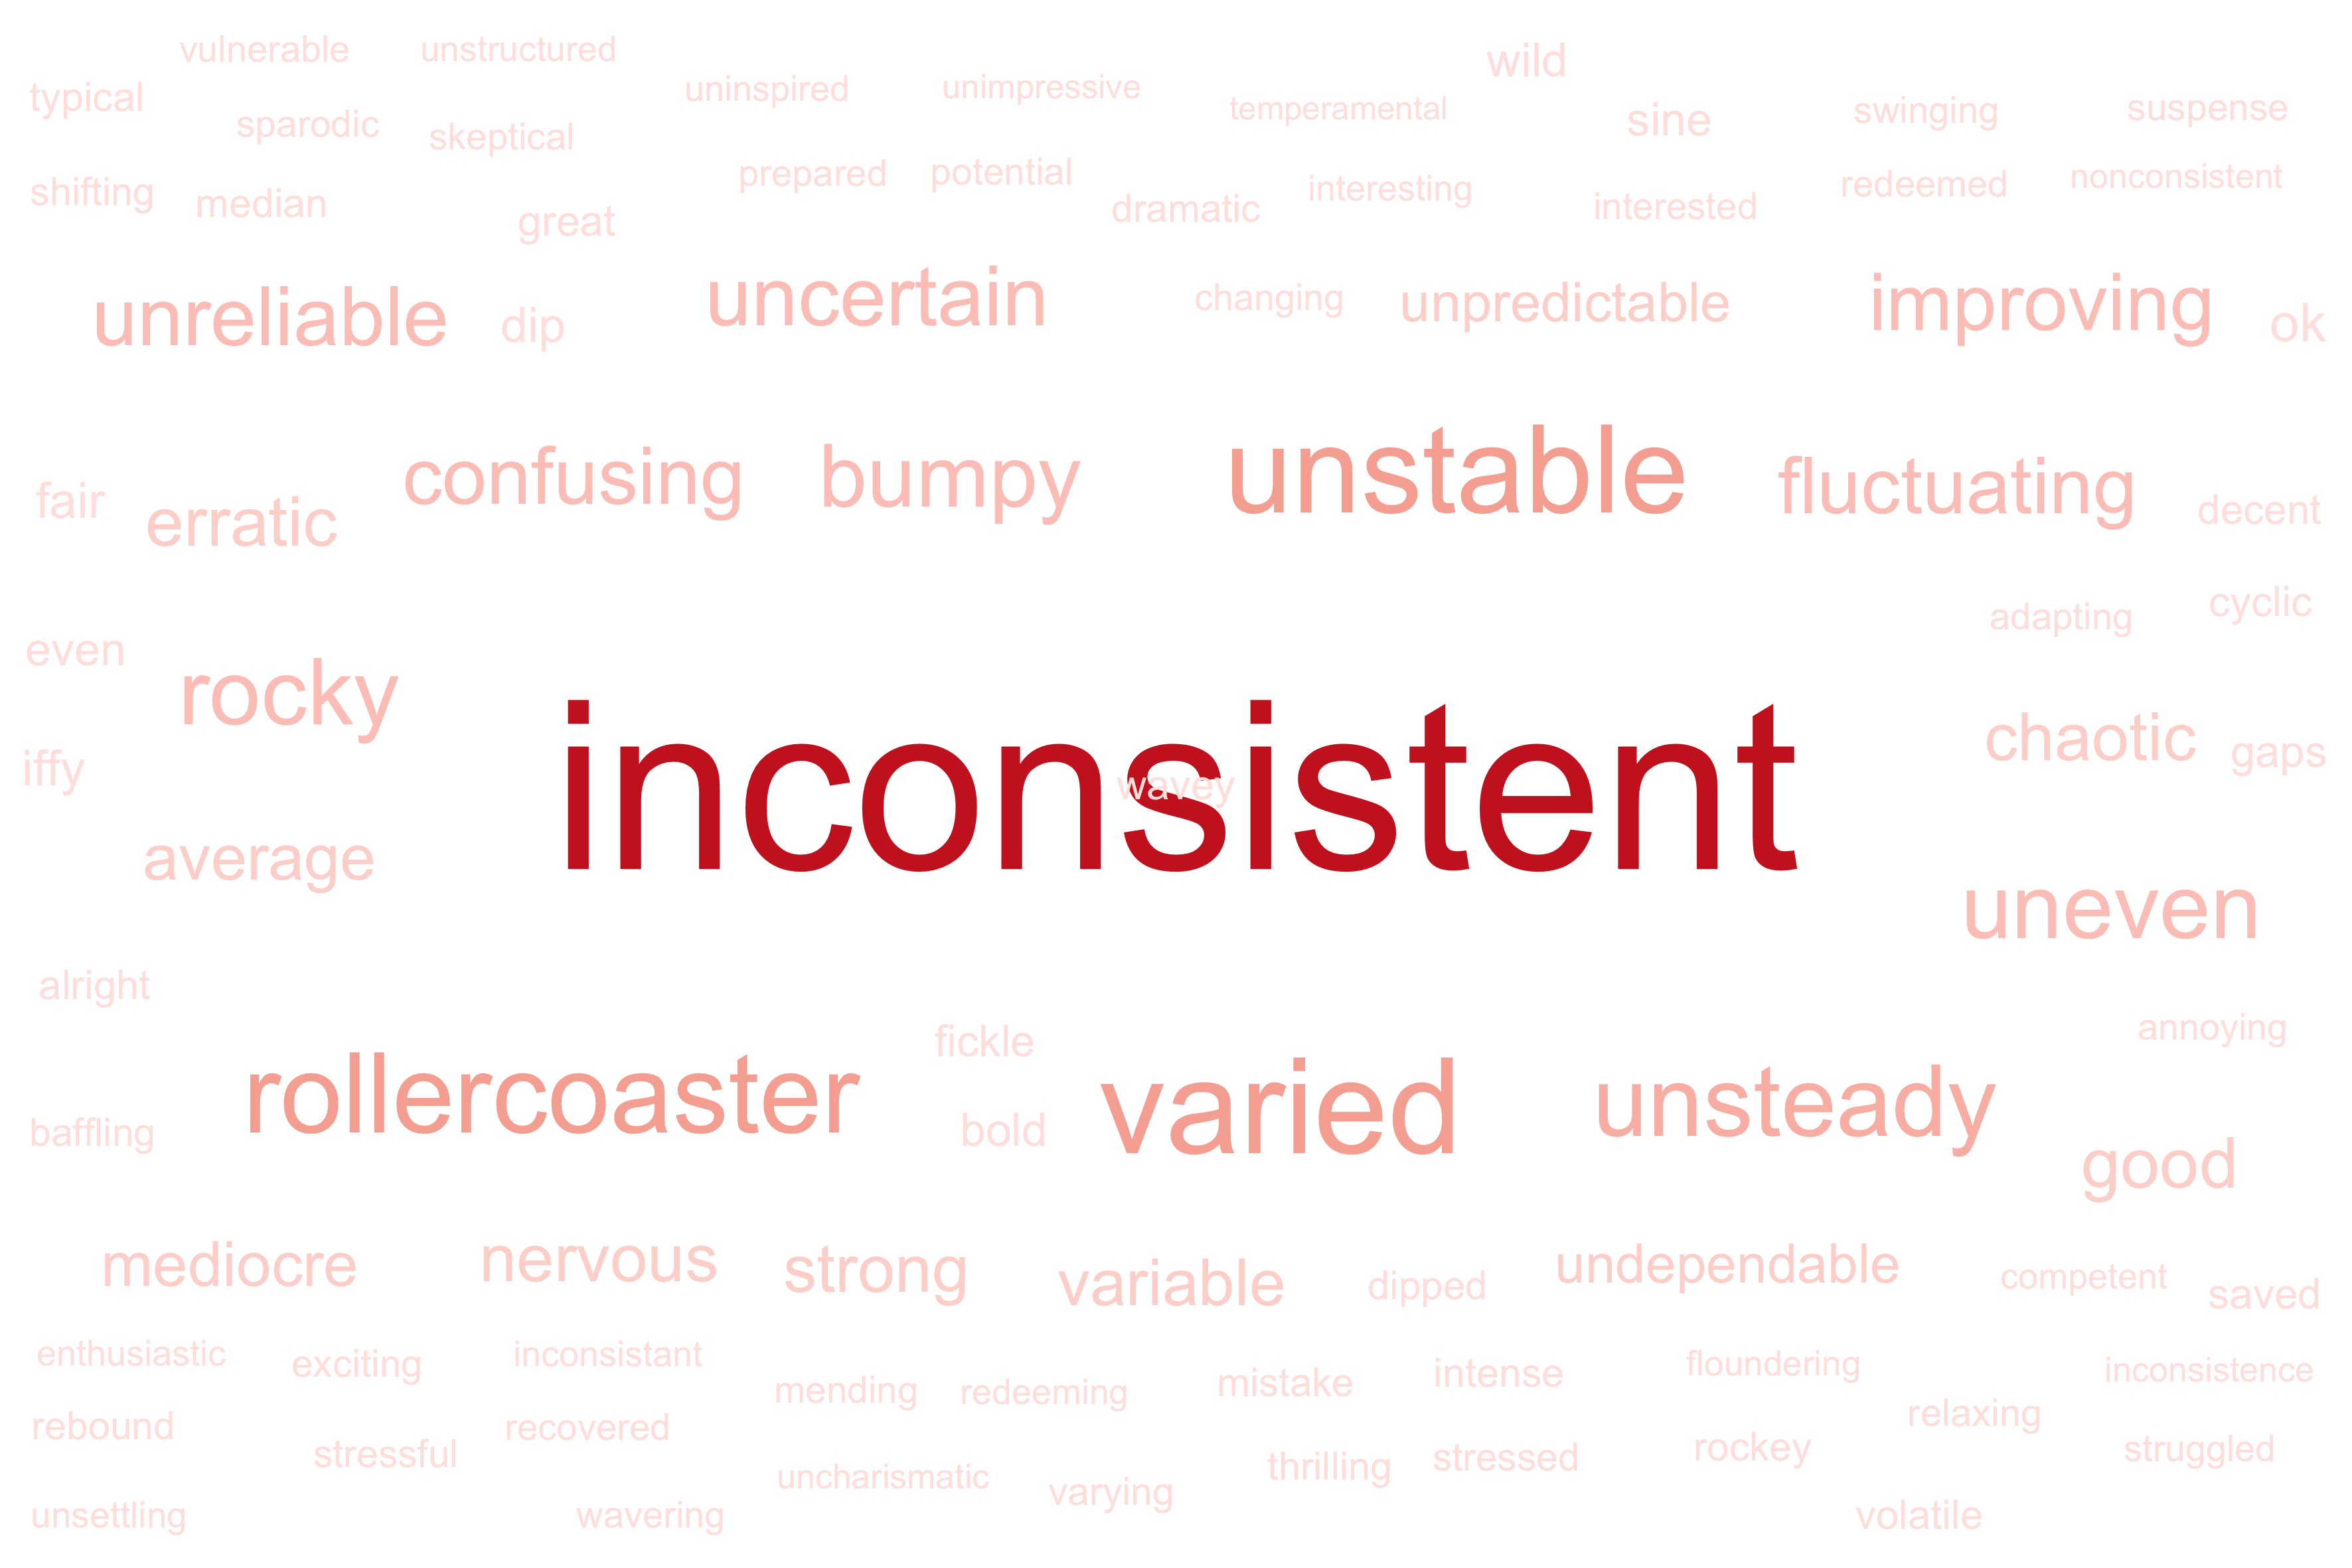 vulnerable unstructured wild
typical uninspired unimpressive temperamental sine swinging suspense
sparodic skeptical
shifting median great prepared potential dramatic interesting interested redeemed nonconsistent
unreliable dip uncertain changing unpredictable improving ok
fair erratic confusing bumpy unstable fluctuating decent
even adapting cyclic
rocky chaotic gaps
iffy inconsistent wavey
average uneven
alright fickle annoying
baffling rollercoaster bold varied unsteady good
mediocre nervous strong variable dipped undependable competent saved
enthusiastic exciting inconsistant mending redeeming mistake intense floundering inconsistence
rebound recovered relaxing
stressful uncharismatic varying thrilling stressed rockey struggled
unsettling wavering volatile